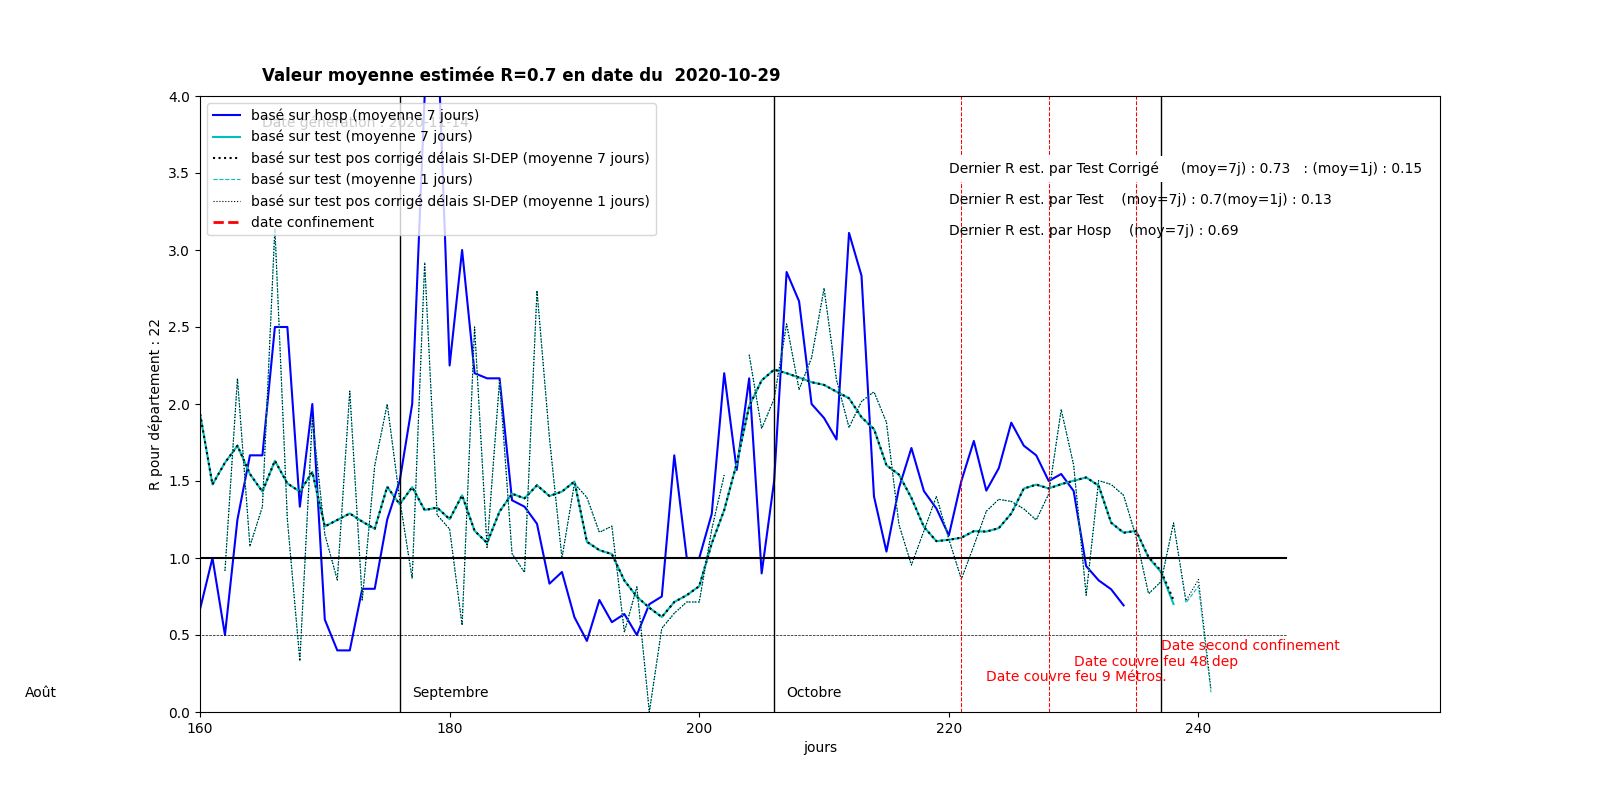 Valeur moyenne estimée R=0.7 en date du  2020-10-29
basé sur hosp (moyenne 7 jours)
basé sur test (moyenne 7 jours)
basé sur test pos corrigé délais SI-DEP (moyenne 7 jours)
basé sur test (moyenne 1 jours)
basé sur test pos corrigé délais SI-DEP (moyenne 1 jours)
date confinement
Dernier R est. par Test Corrigé     (moy=7j) : 0.73   : (moy=1j) : 0.15
Dernier R est. par Test    (moy=7j) : 0.7(moy=1j) : 0.13
Dernier R est. par Hosp    (moy=7j) : 0.69
4.0
3.5
3.0
2.5
2.0
1.5
1.0
0.5
0.0
R pour département : 22
Date second confinement
Date couvre feu 48 dep
Date couvre feu 9 Métros.
Août
Septembre
Octobre
160
180
200
220
240
jours